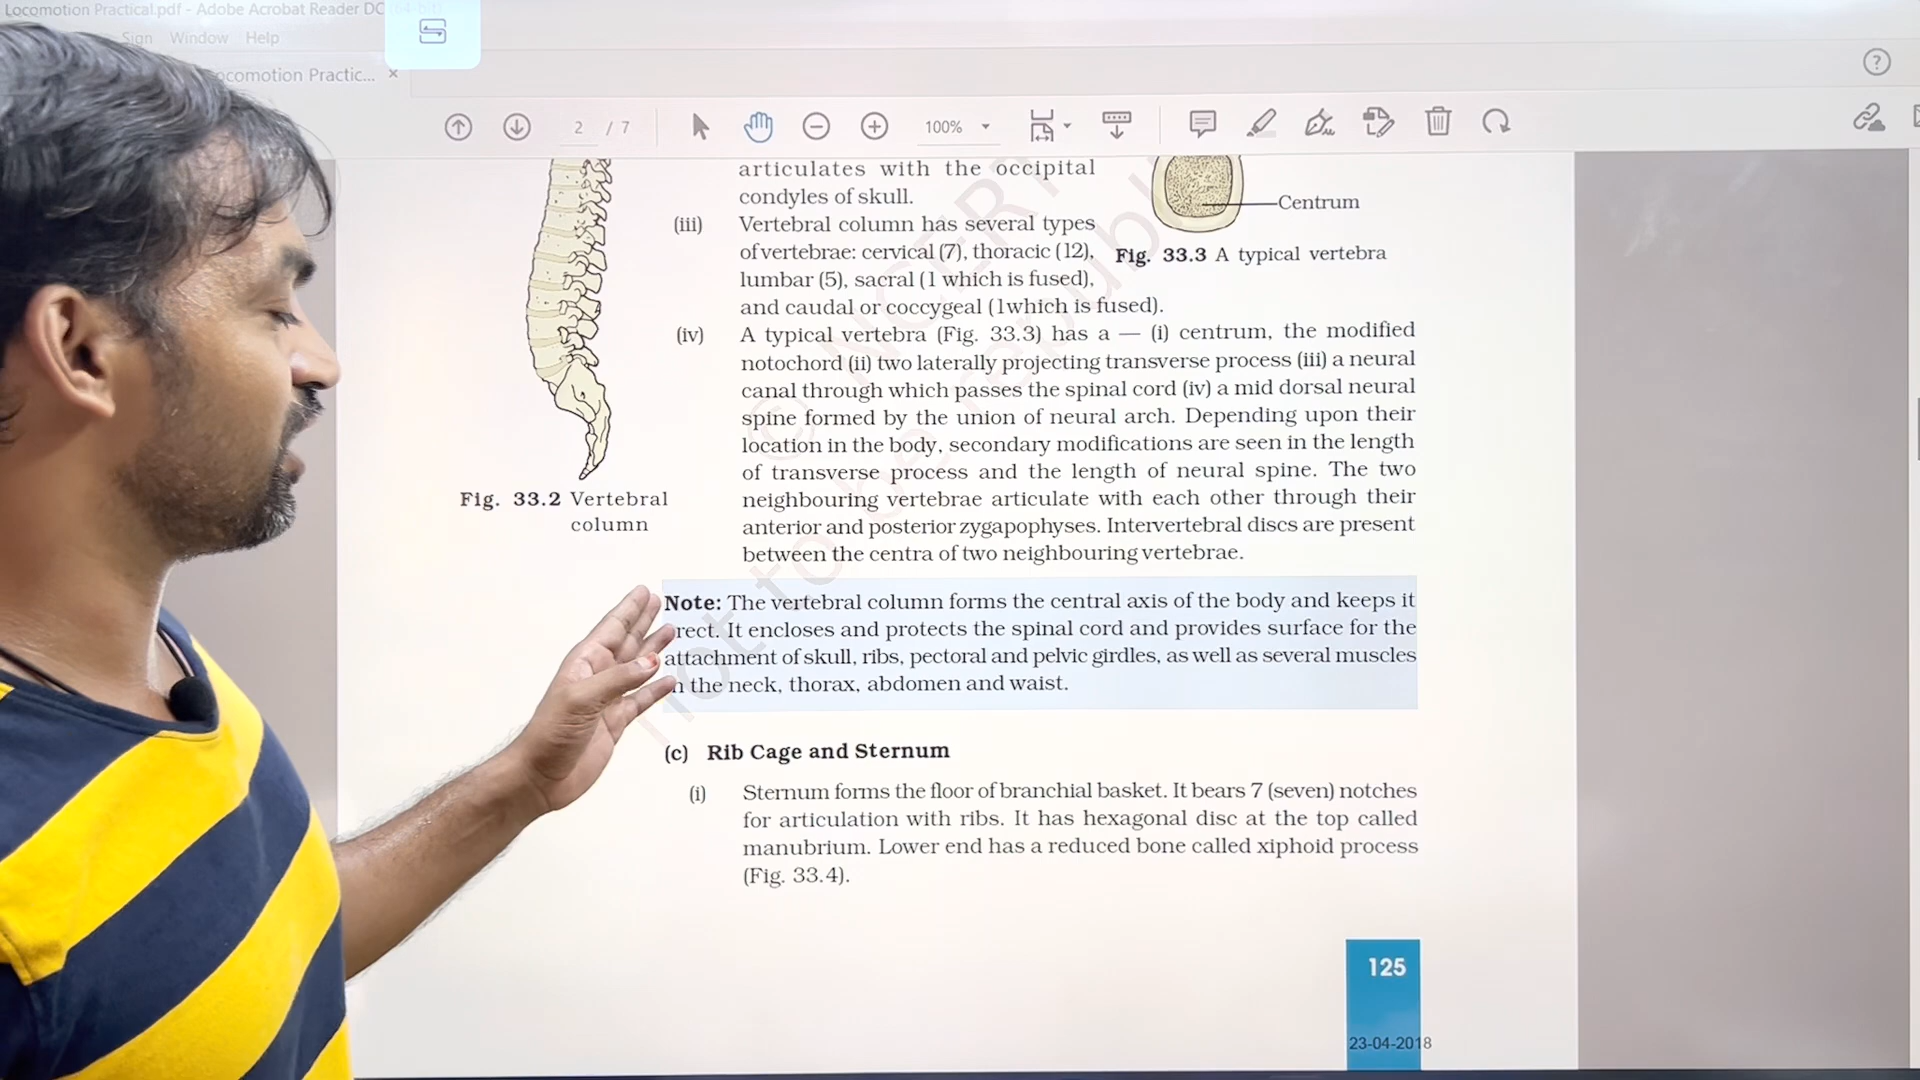 Locomotion Practical.pdf - Adobe Acrobat Reader DC (64-bit)
Sign Window Help
ocomotion Practic... ×
2 / 7
100%
articulates with the occipital
condyles of skull.
Centrum
(iii) Vertebral column has several types
of vertebrae: cervical (7), thoracic (12),
Fig. 33.3 A typical vertebra
lumbar (5), sacral (1 which is fused),
and caudal or coccygeal (1which is fused).
(iv) A typical vertebra (Fig. 33.3) has a — (i) centrum, the modified
notochord (ii) two laterally projecting transverse process (iii) a neural
canal through which passes the spinal cord (iv) a mid dorsal neural
spine formed by the union of neural arch. Depending upon their
location in the body, secondary modifications are seen in the length
of transverse process and the length of neural spine. The two
neighbouring vertebrae articulate with each other through their
anterior and posterior zygapophyses. Intervertebral discs are present
between the centra of two neighbouring vertebrae.
Fig. 33.2 Vertebral
column
Note: The vertebral column forms the central axis of the body and keeps it
rect. It encloses and protects the spinal cord and provides surface for the
attachment of skull, ribs, pectoral and pelvic girdles, as well as several muscles
n the neck, thorax, abdomen and waist.
(c) Rib Cage and Sternum
(i) Sternum forms the floor of branchial basket. It bears 7 (seven) notches
for articulation with ribs. It has hexagonal disc at the top called
manubrium. Lower end has a reduced bone called xiphoid process
(Fig. 33.4).
125
23-04-2018
© NCERT
not to be republ